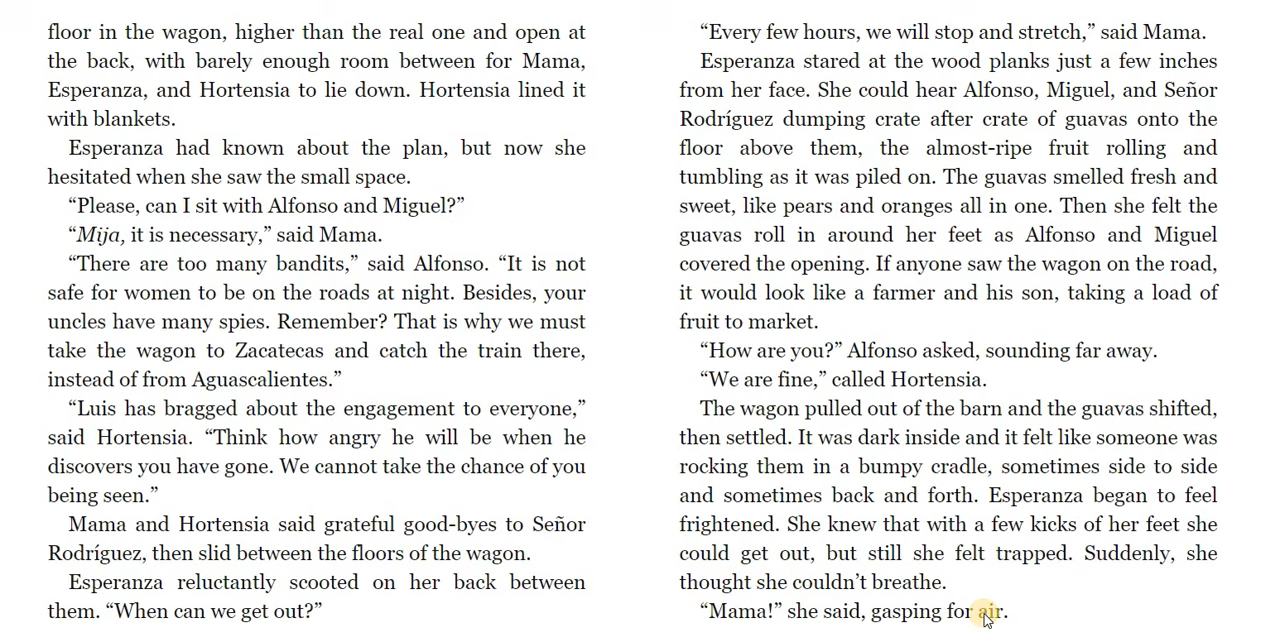 floor in the wagon, higher than the real one and open at
the back, with barely enough room between for Mama,
Esperanza, and Hortensia to lie down. Hortensia lined it
with blankets.
Esperanza had known about the plan, but now she
hesitated when she saw the small space.
“Please, can I sit with Alfonso and Miguel?”
“Mija, it is necessary,” said Mama.
“There are too many bandits,” said Alfonso. “It is not
safe for women to be on the roads at night. Besides, your
uncles have many spies. Remember? That is why we must
take the wagon to Zacatecas and catch the train there,
instead of from Aguascalientes.”
“Luis has bragged about the engagement to everyone,”
said Hortensia. “Think how angry he will be when he
discovers you have gone. We cannot take the chance of you
being seen.”
Mama and Hortensia said grateful good-byes to Señor
Rodríguez, then slid between the floors of the wagon.
Esperanza reluctantly scooted on her back between
them. “When can we get out?”
“Every few hours, we will stop and stretch,” said Mama.
Esperanza stared at the wood planks just a few inches
from her face. She could hear Alfonso, Miguel, and Señor
Rodríguez dumping crate after crate of guavas onto the
floor above them, the almost-ripe fruit rolling and
tumbling as it was piled on. The guavas smelled fresh and
sweet, like pears and oranges all in one. Then she felt the
guavas roll in around her feet as Alfonso and Miguel
covered the opening. If anyone saw the wagon on the road,
it would look like a farmer and his son, taking a load of
fruit to market.
“How are you?” Alfonso asked, sounding far away.
“We are fine,” called Hortensia.
The wagon pulled out of the barn and the guavas shifted,
then settled. It was dark inside and it felt like someone was
rocking them in a bumpy cradle, sometimes side to side
and sometimes back and forth. Esperanza began to feel
frightened. She knew that with a few kicks of her feet she
could get out, but still she felt trapped. Suddenly, she
thought she couldn’t breathe.
“Mama!” she said, gasping for air.